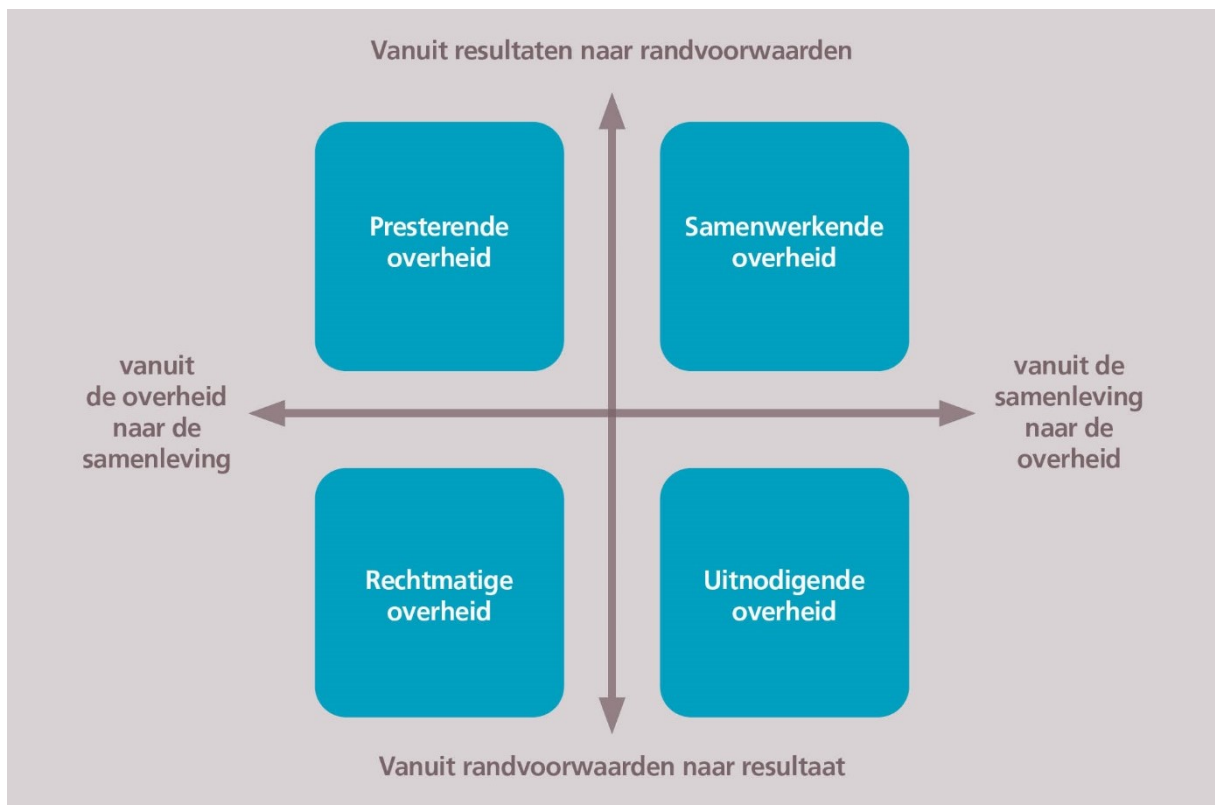 Vanuit resultaten naar randvoorwaarden
Presterende
overheid
Samenwerkende
overheid
vanuit
de overheid
naar de
samenleving
vanuit de
samenleving
naar de
overheid
Rechtmatige
overheid
Uitnodigende
overheid
Vanuit randvoorwaarden naar resultaat